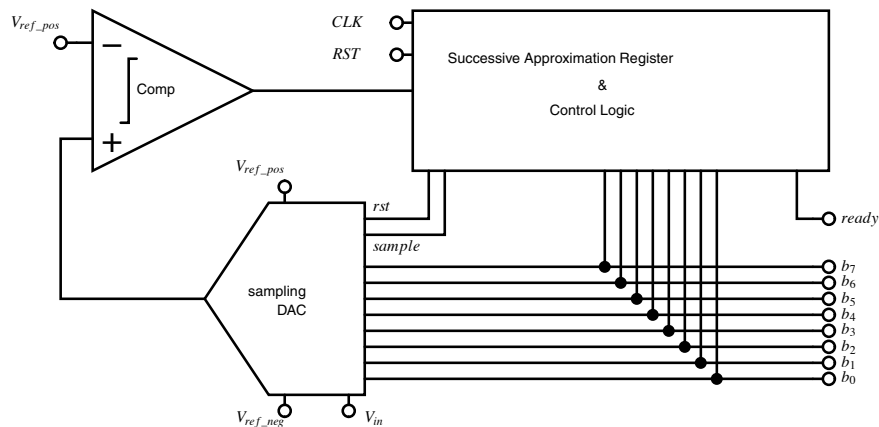 V_ref_pos
CLK
RST
Comp
Successive Approximation Register
&
Control Logic
V_ref_pos
rst
sample
ready
sampling
DAC
b_7
b_6
b_5
b_4
b_3
b_2
b_1
b_0
V_ref_neg
V_in